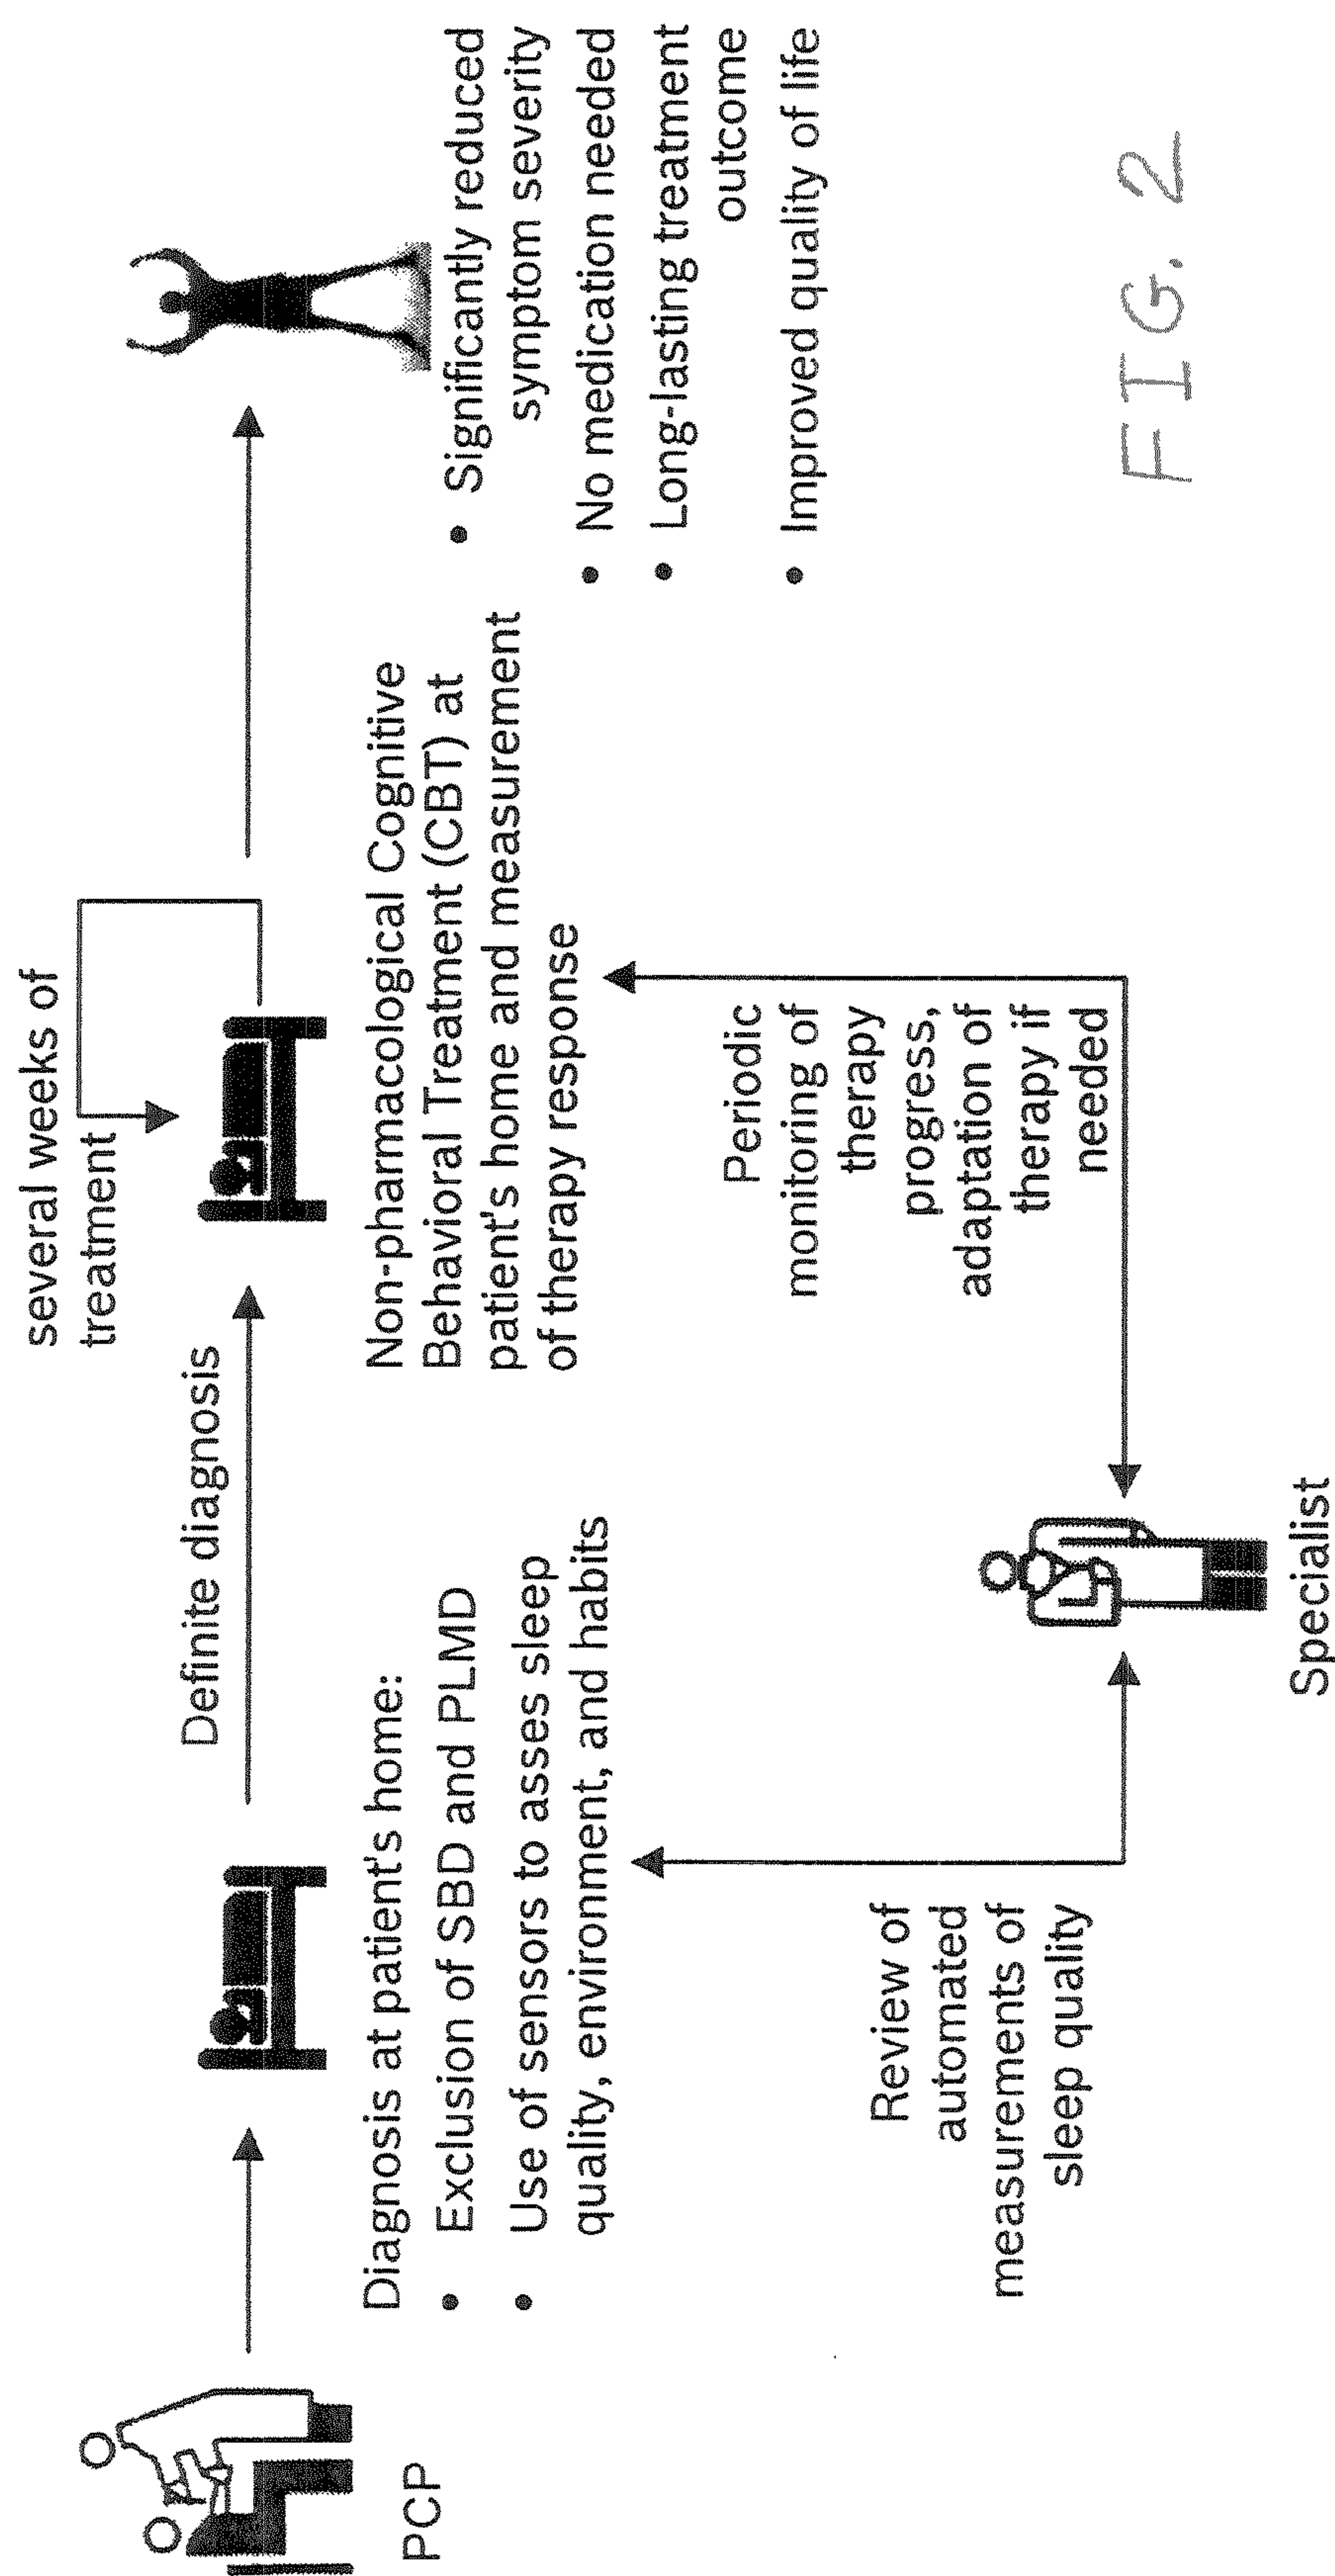 PCP
Diagnosis at patient's home:
• Exclusion of SBD and PLMD
• Use of sensors to asses sleep
quality, environment, and habits
Definite diagnosis
several weeks of
treatment
Non-pharmacological Cognitive
Behavioral Treatment (CBT) at
patient's home and measurement
of therapy response
• Significantly reduced
symptom severity
• No medication needed
• Long-lasting treatment
outcome
• Improved quality of life
Review of
automated
measurements of
sleep quality
Specialist
Periodic
monitoring of
therapy
progress,
adaptation of
therapy if
needed
FIG. 2